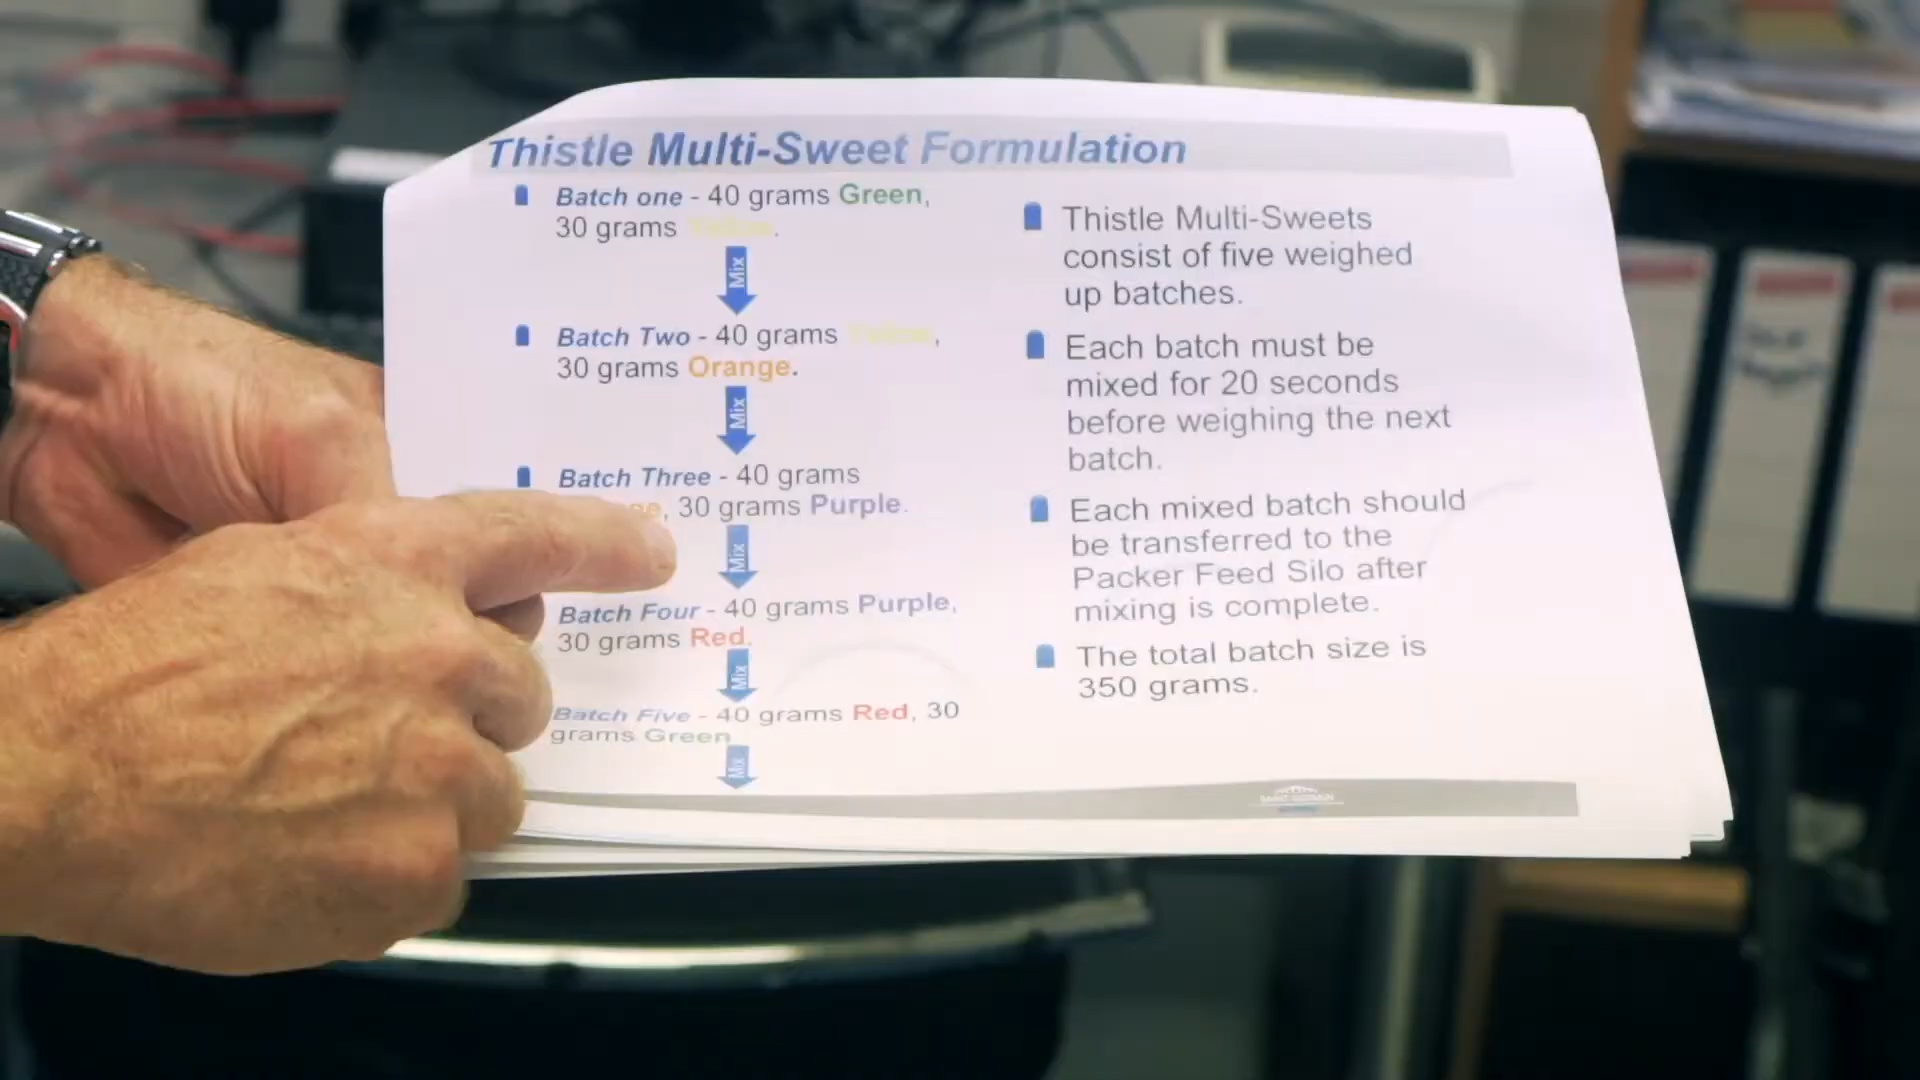 Thistle Multi-Sweet Formulation
Batch one - 40 grams Green,
30 grams Yellow.
Mix
Batch Two - 40 grams Yellow,
30 grams Orange.
Mix
Batch Three - 40 grams
, 30 grams Purple.
Mix
Batch Four - 40 grams Purple,
30 grams Red.
Mix
Batch Five - 40 grams Red, 30
grams Green
Mix
Thistle Multi-Sweets
consist of five weighed
up batches.
Each batch must be
mixed for 20 seconds
before weighing the next
batch.
Each mixed batch should
be transferred to the
Packer Feed Silo after
mixing is complete.
The total batch size is
350 grams.